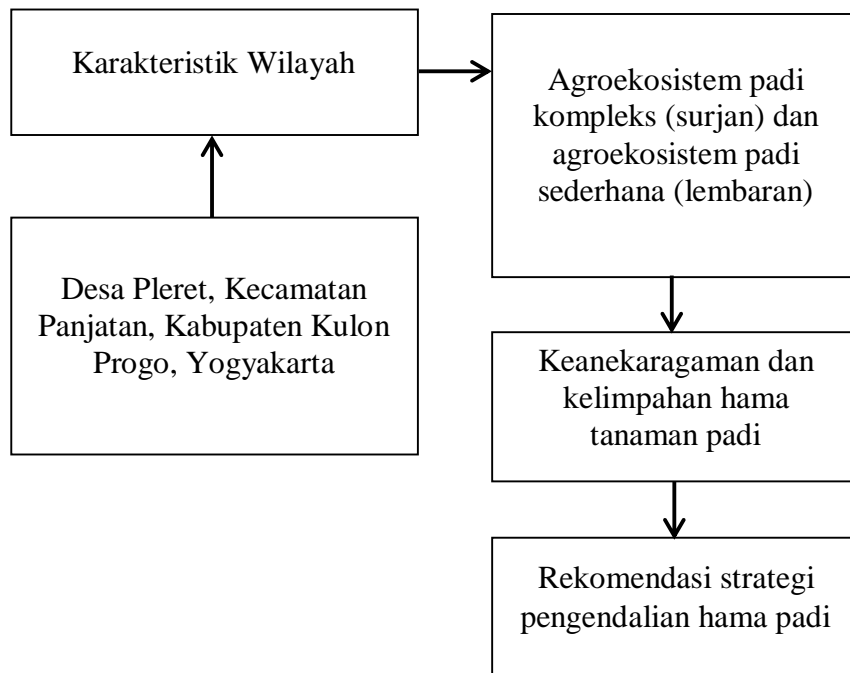 Karakteristik Wilayah
Agroekosistem padi
kompleks (surjan) dan
agroekosistem padi
sederhana (lembaran)
Desa Pleret, Kecamatan
Panjatan, Kabupaten Kulon
Progo, Yogyakarta
Keanekaragaman dan
kelimpahan hama
tanaman padi
Rekomendasi strategi
pengendalian hama padi